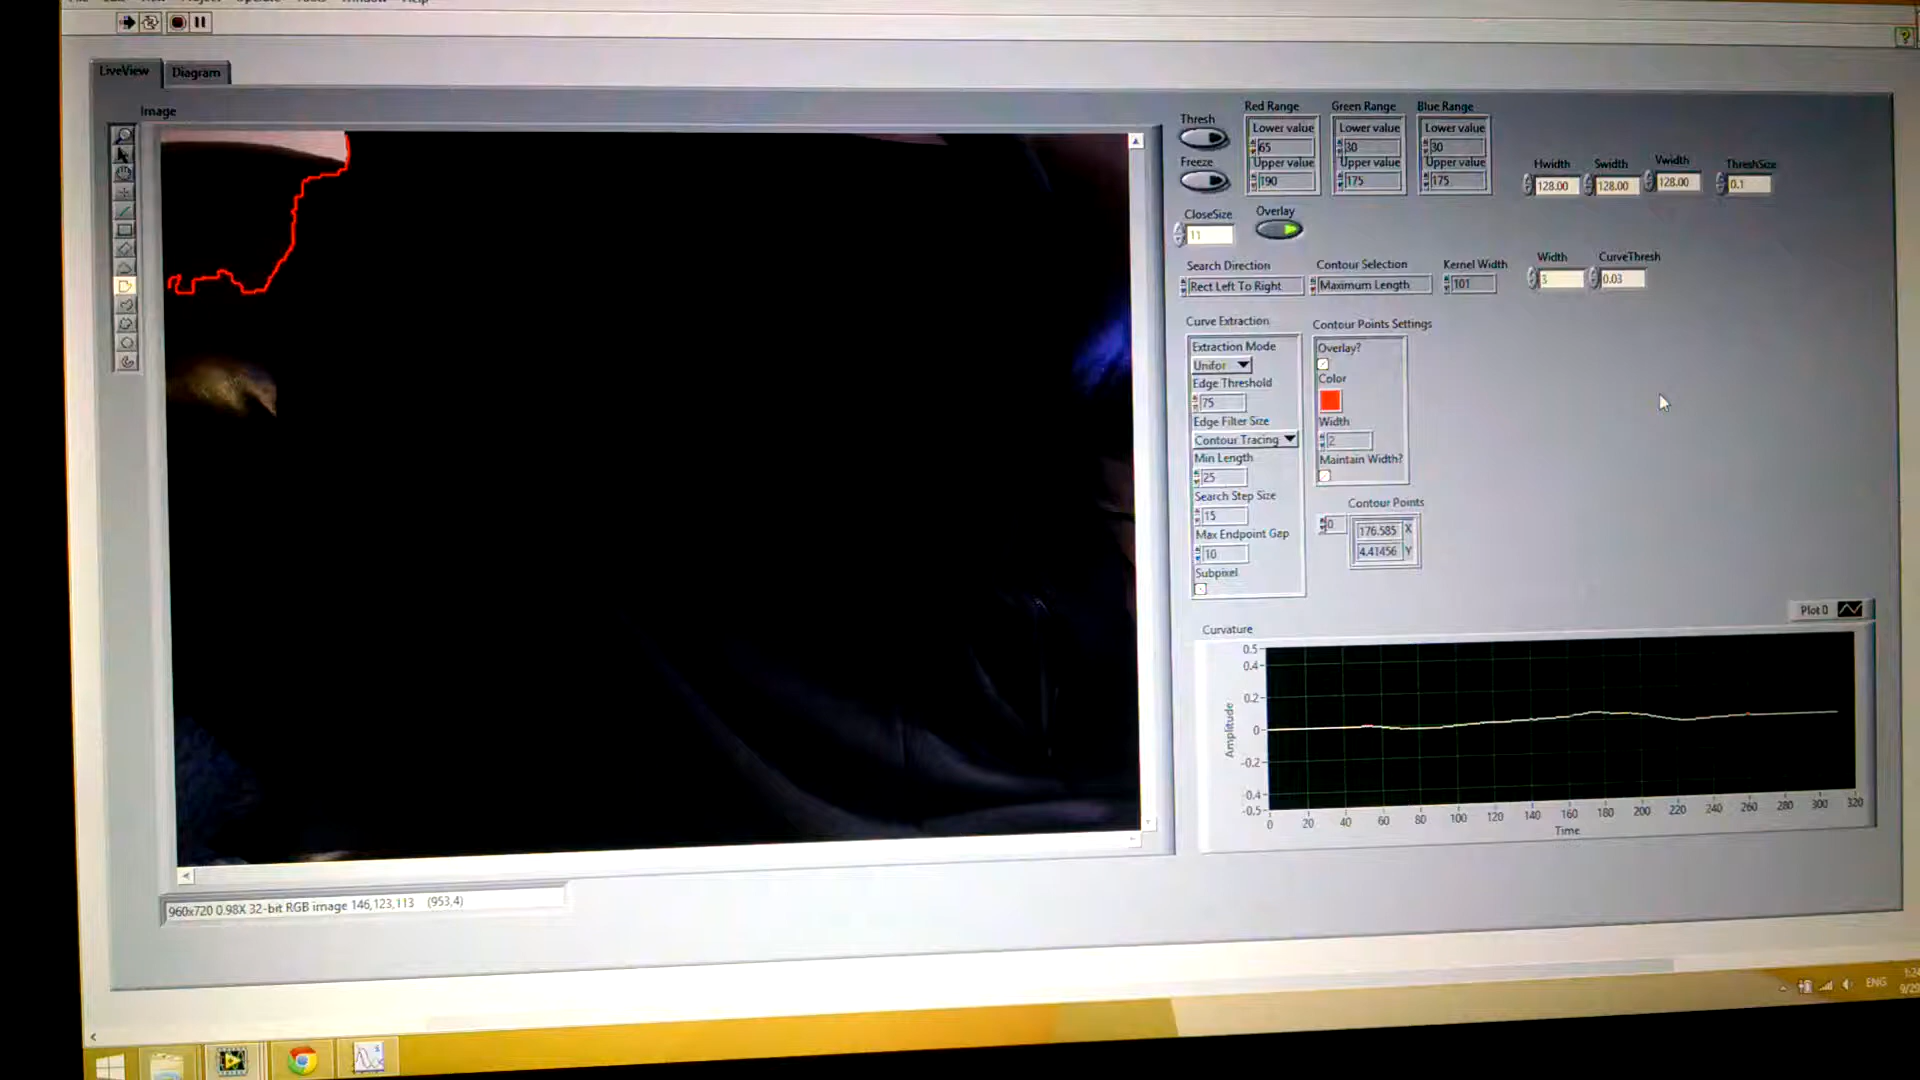 LiveView Diagram
Image
Thresh
Freeze
Red Range Green Range Blue Range
Lower value Lower value Lower value
65 30 30
Upper value Upper value Upper value
190 175 175
Hwidth Swidth Vwidth ThreshSize
128.00 128.00 128.00 0.1
CloseSize Overlay
11
Search Direction Contour Selection Kernel Width Width CurveThresh
Rect Left To Right Maximum Length 101 3 0.03
Curve Extraction
Extraction Mode
Unifor
Edge Threshold
75
Edge Filter Size
Contour Tracing
Min Length
25
Search Step Size
15
Max Endpoint Gap
10
Subpixel
Contour Points Settings
Overlay?
Color
Width
2
Maintain Width?
Contour Points
0
176.585 X
4.41456 Y
Plot 0
Curvature
Amplitude
0.5
0.4
0.2
0
-0.2
-0.4
-0.5
0 20 40 60 80 100 120 140 160 180 200 220 240 260 280 300 320
Time
960x720 0.98X 32-bit RGB image 146,123,113 (953,4)
ENG